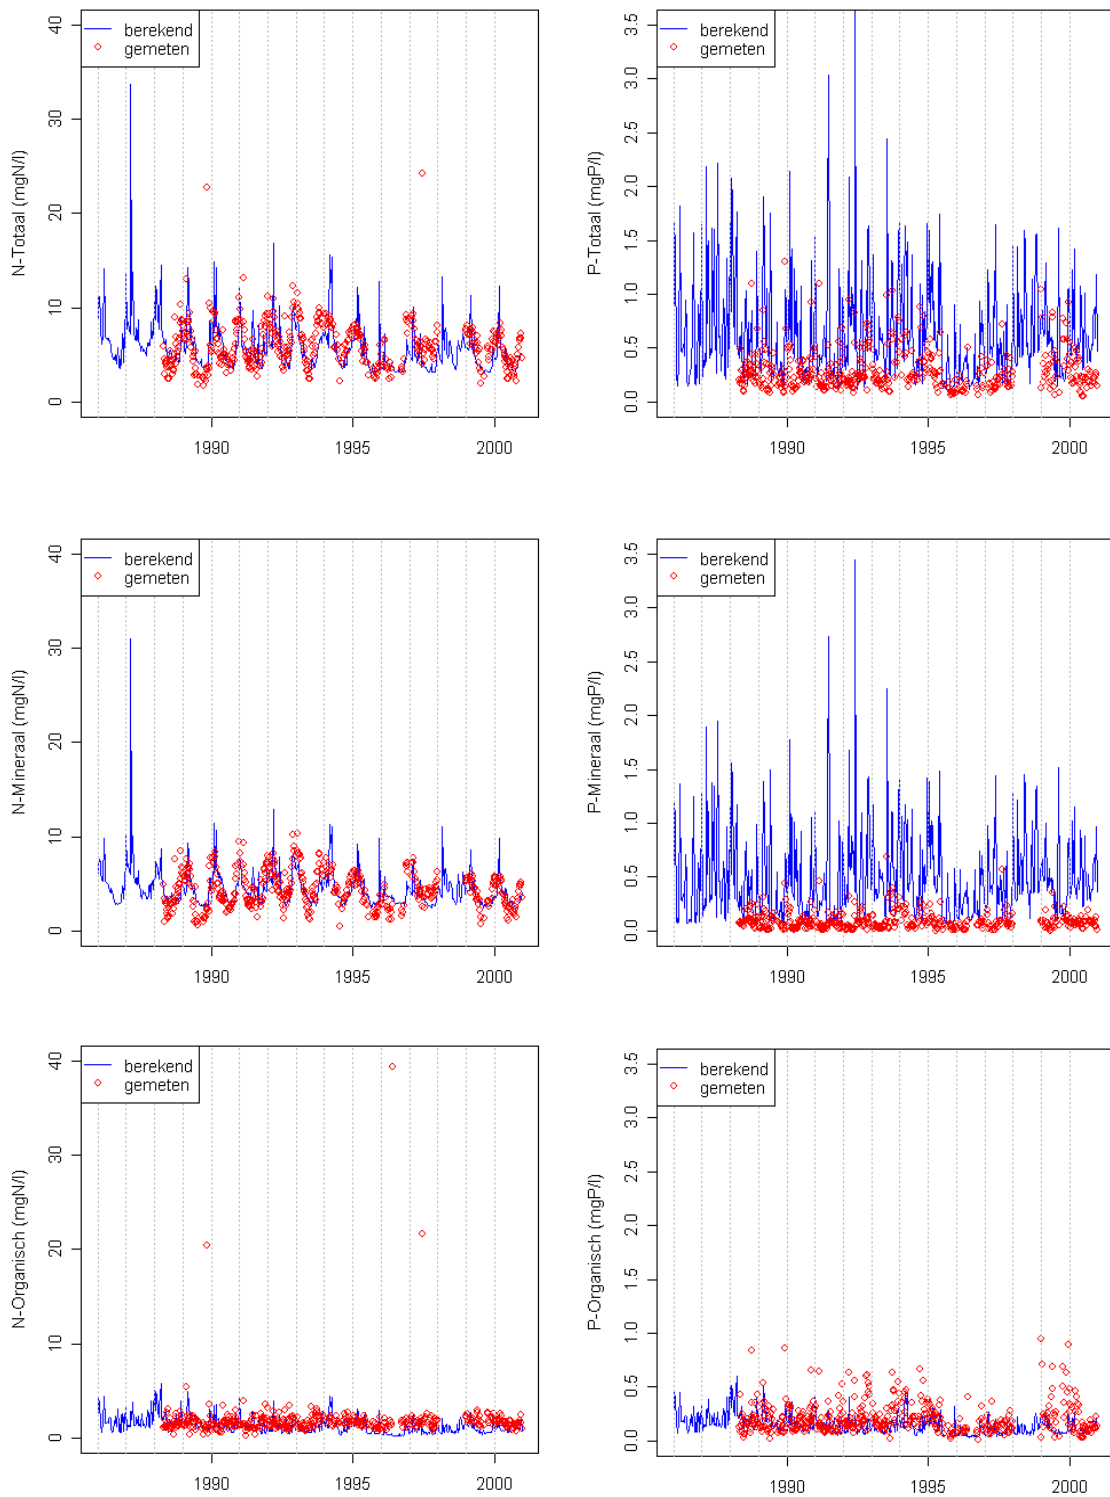 berekend
gemeten
N-Totaal (mgN/l)
0 10 20 30 40
1990 1995 2000
berekend
gemeten
P-Totaal (mgP/l)
0.0 0.5 1.0 1.5 2.0 2.5 3.0 3.5
1990 1995 2000
berekend
gemeten
N-Mineraal (mgN/l)
0 10 20 30 40
1990 1995 2000
berekend
gemeten
P-Mineraal (mgP/l)
0.0 0.5 1.0 1.5 2.0 2.5 3.0 3.5
1990 1995 2000
berekend
gemeten
N-Organisch (mgN/l)
0 10 20 30 40
1990 1995 2000
berekend
gemeten
P-Organisch (mgP/l)
0.0 0.5 1.0 1.5 2.0 2.5 3.0 3.5
1990 1995 2000